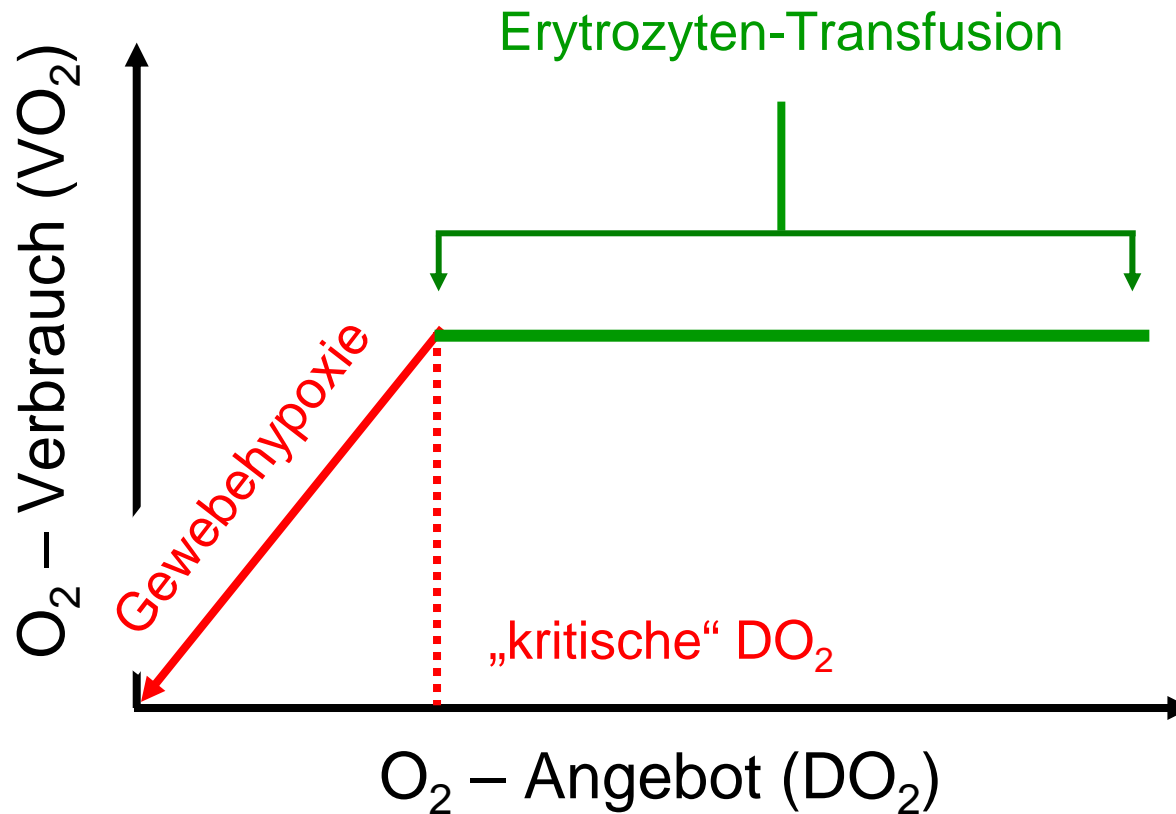 Erytrozyten-Transfusion
O₂ – Verbrauch (VO₂)
Gewebehypoxie
„kritische“ DO₂
O₂ – Angebot (DO₂)